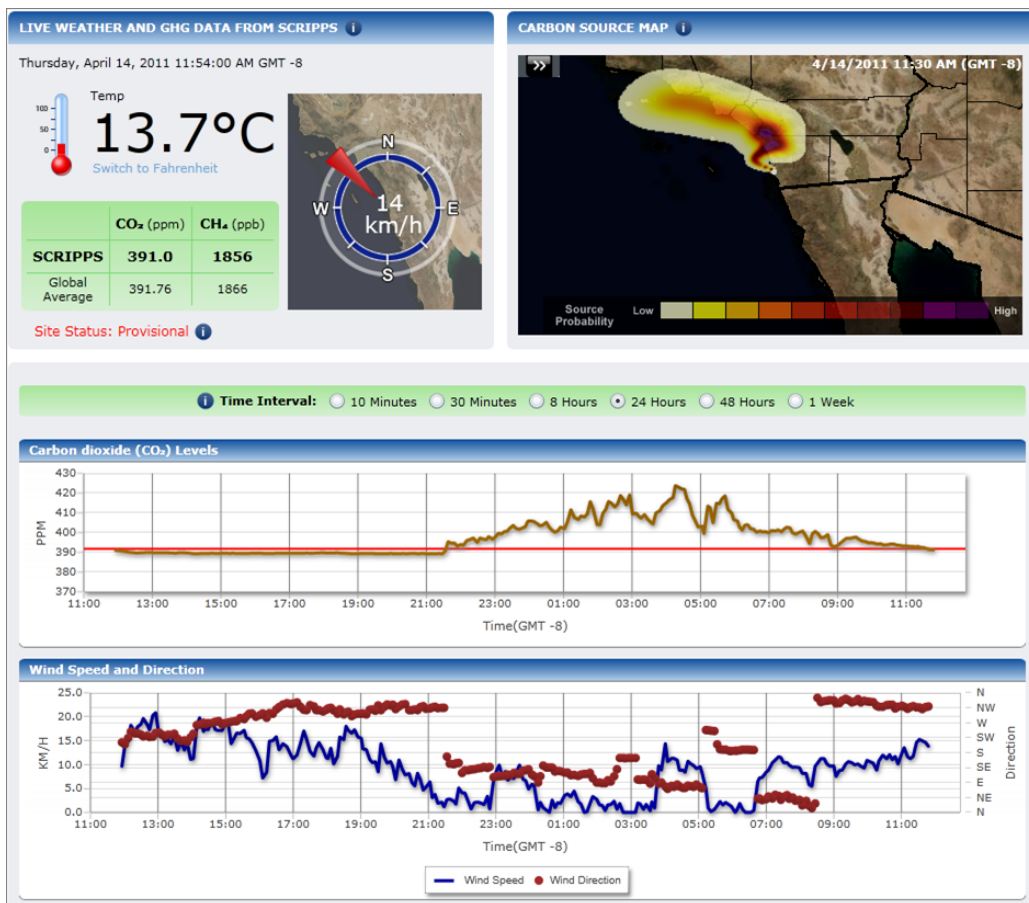 LIVE WEATHER AND GHG DATA FROM SCRIPPS i
Thursday, April 14, 2011 11:54:00 AM GMT -8
Temp
100
50
0
13.7°C
Switch to Fahrenheit
CO₂ (ppm) CH₄ (ppb)
SCRIPPS 391.0 1856
Global Average 391.76 1866
Site Status: Provisional i
N
W E
S
14
km/h
CARBON SOURCE MAP i
»
4/14/2011 11:30 AM (GMT -8)
Source Probability
Low High
i Time Interval: 10 Minutes 30 Minutes 8 Hours 24 Hours 48 Hours 1 Week
Carbon dioxide (CO₂) Levels
PPM
430
420
410
400
390
380
370
11:00 13:00 15:00 17:00 19:00 21:00 23:00 01:00 03:00 05:00 07:00 09:00 11:00
Time(GMT -8)
Wind Speed and Direction
KM/H
25.0
20.0
15.0
10.0
5.0
0.0
N
NW
W
SW
S
SE
E
NE
N
Direction
11:00 13:00 15:00 17:00 19:00 21:00 23:00 01:00 03:00 05:00 07:00 09:00 11:00
Time(GMT -8)
Wind Speed Wind Direction